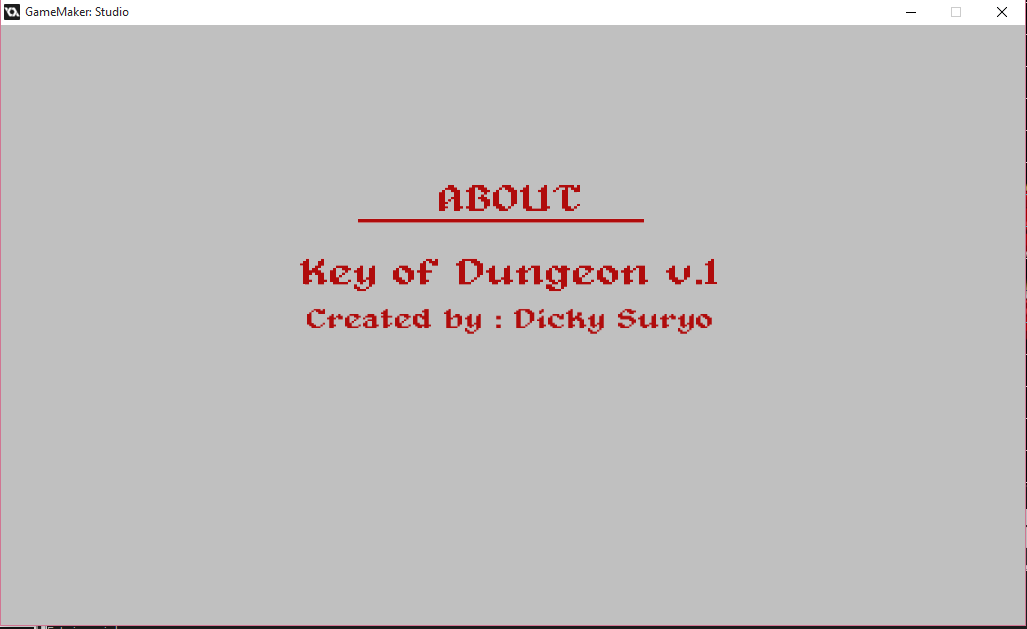 GameMaker: Studio
ABOUT
Key of Dungeon v.1
Created by : Dicky Suryo